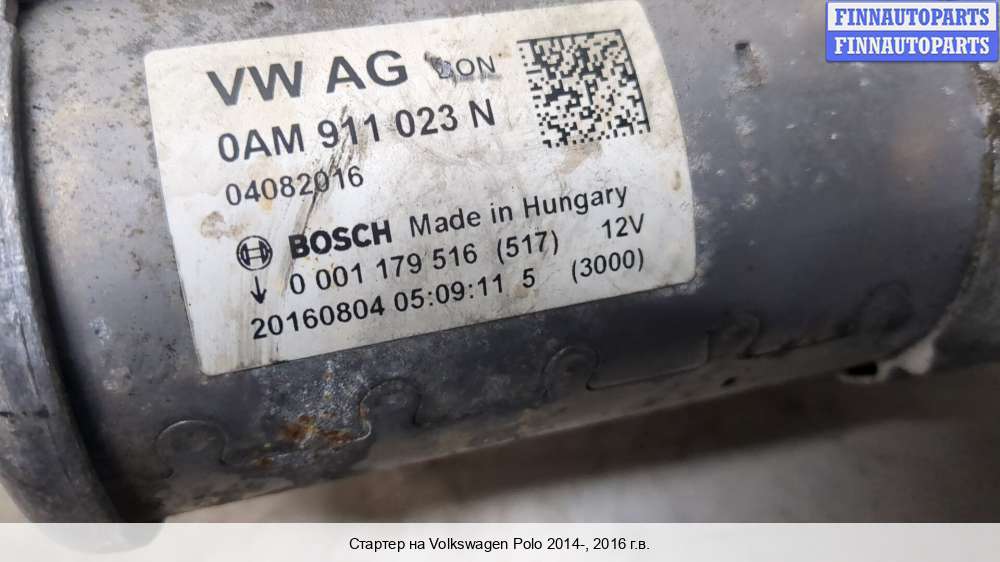 FINNAUTOPARTS
FINNAUTOPARTS
VW AG
0AM 911 023 N
04082016
BOSCH Made in Hungary
0 001 179 516 (517) 12V
20160804 05:09:11 5 (3000)
Стартер на Volkswagen Polo 2014-, 2016 г.в.